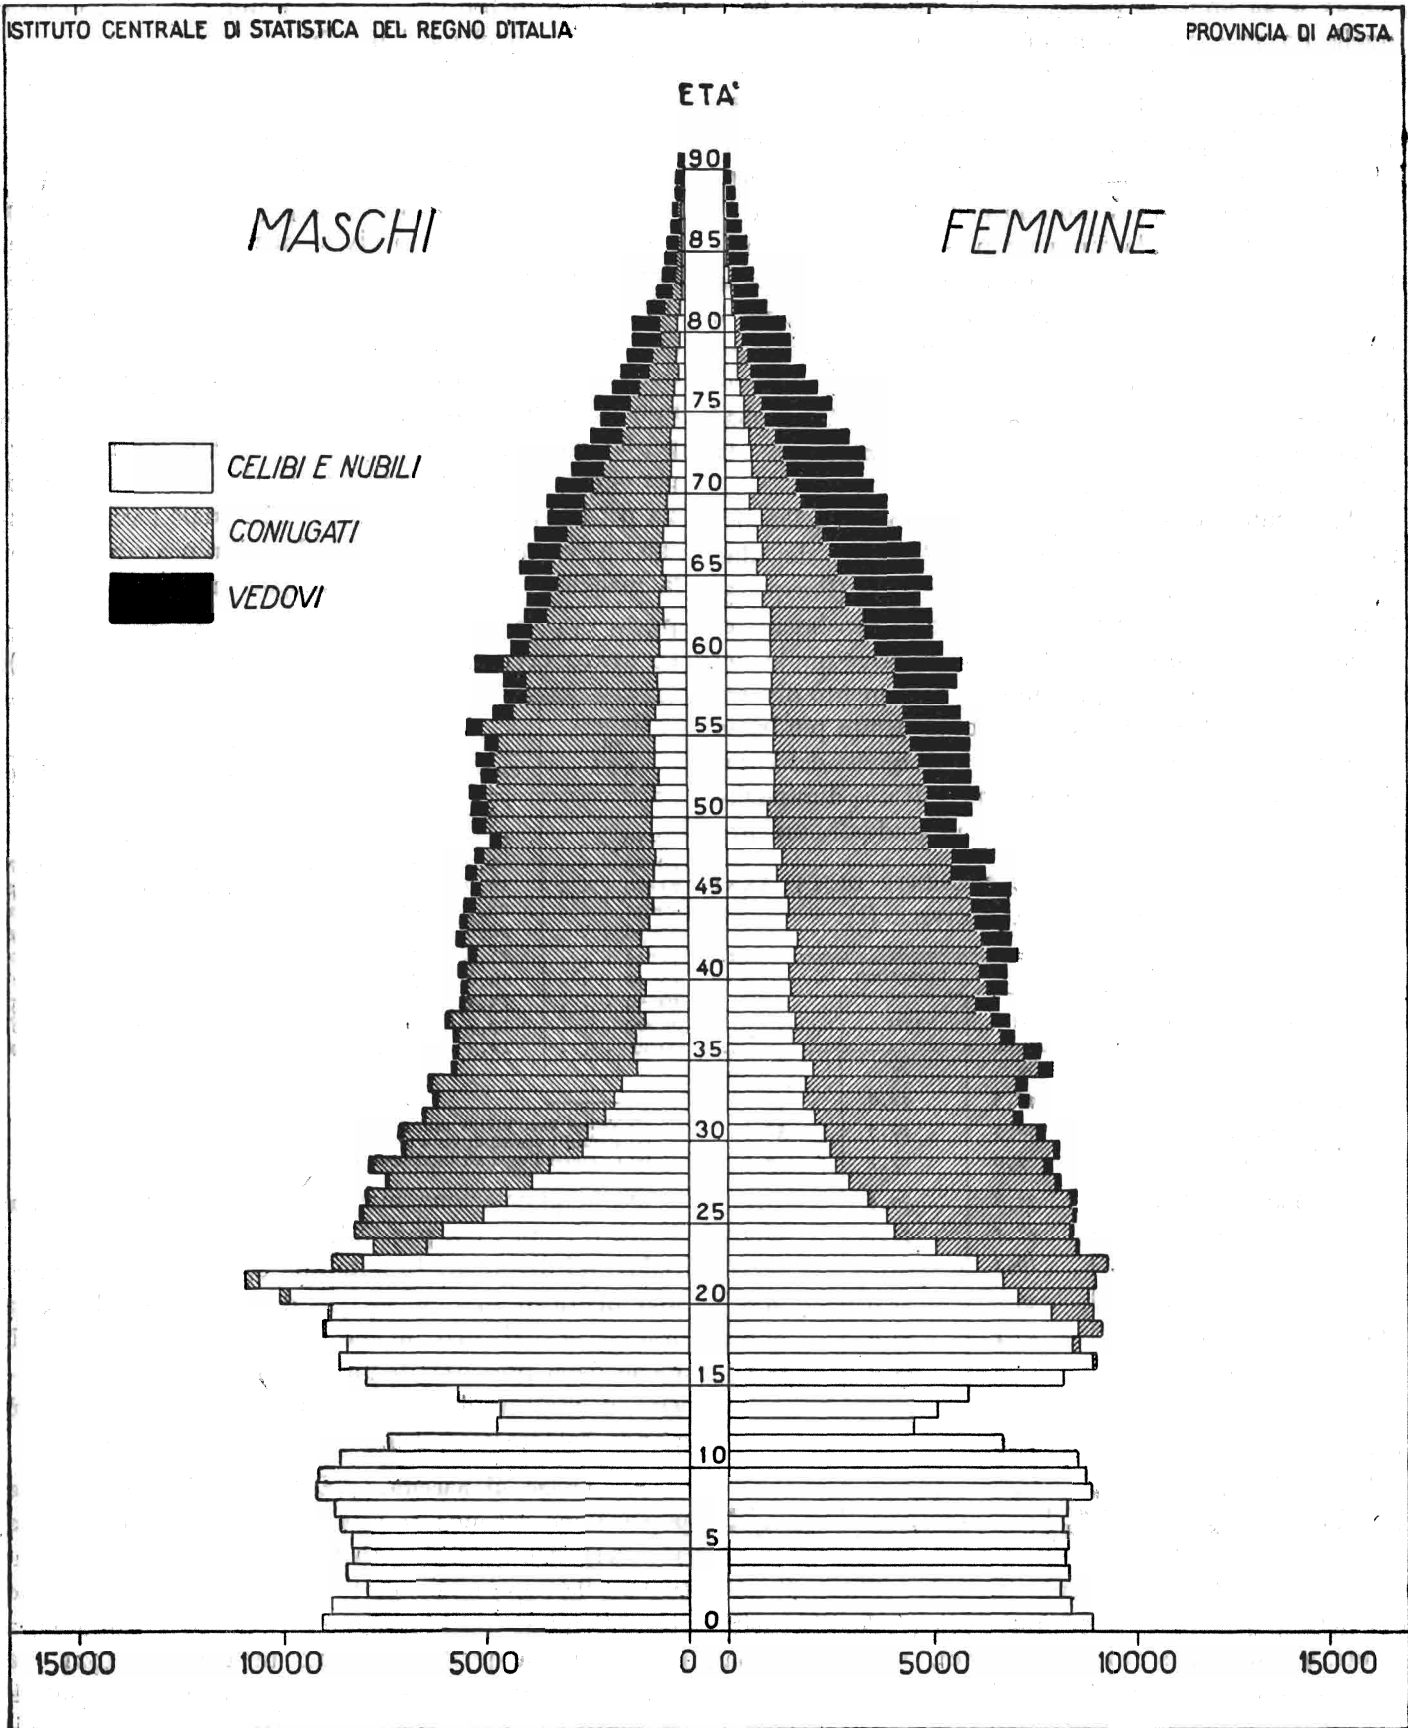 ISTITUTO CENTRALE DI STATISTICA DEL REGNO D'ITALIA
PROVINCIA DI AOSTA
ETA'
MASCHI
FEMMINE
90
85
80
75
CELIBI E NUBILI
70
CONIUGATI
65
VEDOVI
60
55
50
45
40
35
30
25
20
15
10
5
0
15000 10000 5000 0 0 5000 10000 15000